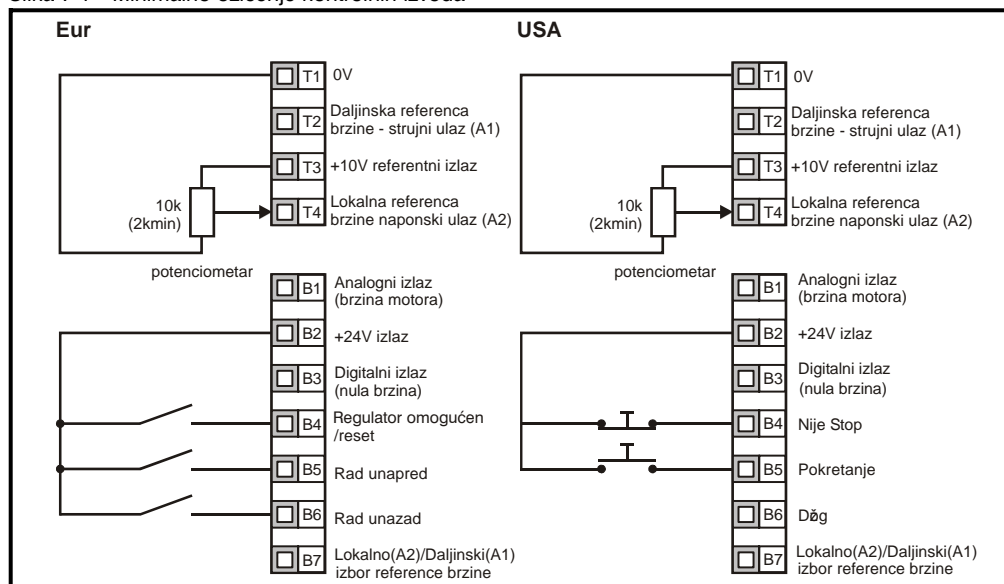 Slika Minimalno kontrolnih izvoda
Eur
T1 0V
T2 Daljinska referenca
brzine - strujni ulaz (A1)
T3 +10V referentni izlaz
10k
(2kmin)
T4 Lokalna referenca
brzine naponski ulaz (A2)
potenciometar
B1 Analogni izlaz
(brzina motora)
B2 +24V izlaz
B3 Digitalni izlaz
(nula brzina)
B4 Regulator omogućen
/reset
B5 Rad unapred
B6 Rad unazad
B7 Lokalno(A2)/Daljinski(A1)
izbor reference brzine
USA
T1 0V
T2 Daljinska referenca
brzine - strujni ulaz (A1)
T3 +10V referentni izlaz
10k
(2kmin)
T4 Lokalna referenca
brzine naponski ulaz (A2)
potenciometar
B1 Analogni izlaz
(brzina motora)
B2 +24V izlaz
B3 Digitalni izlaz
(nula brzina)
B4 Nije Stop
B5 Pokretanje
B6
B7 Lokalno(A2)/Daljinski(A1)
izbor reference brzine